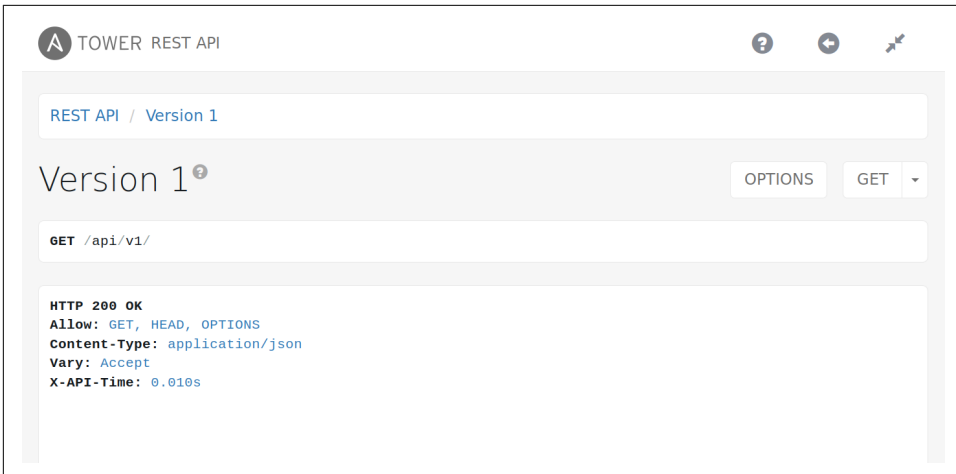 A TOWER REST API
REST API / Version 1
Version 1 ?
OPTIONS GET
GET /api/v1/
HTTP 200 OK
Allow: GET, HEAD, OPTIONS
Content-Type: application/json
Vary: Accept
X-API-Time: 0.010s